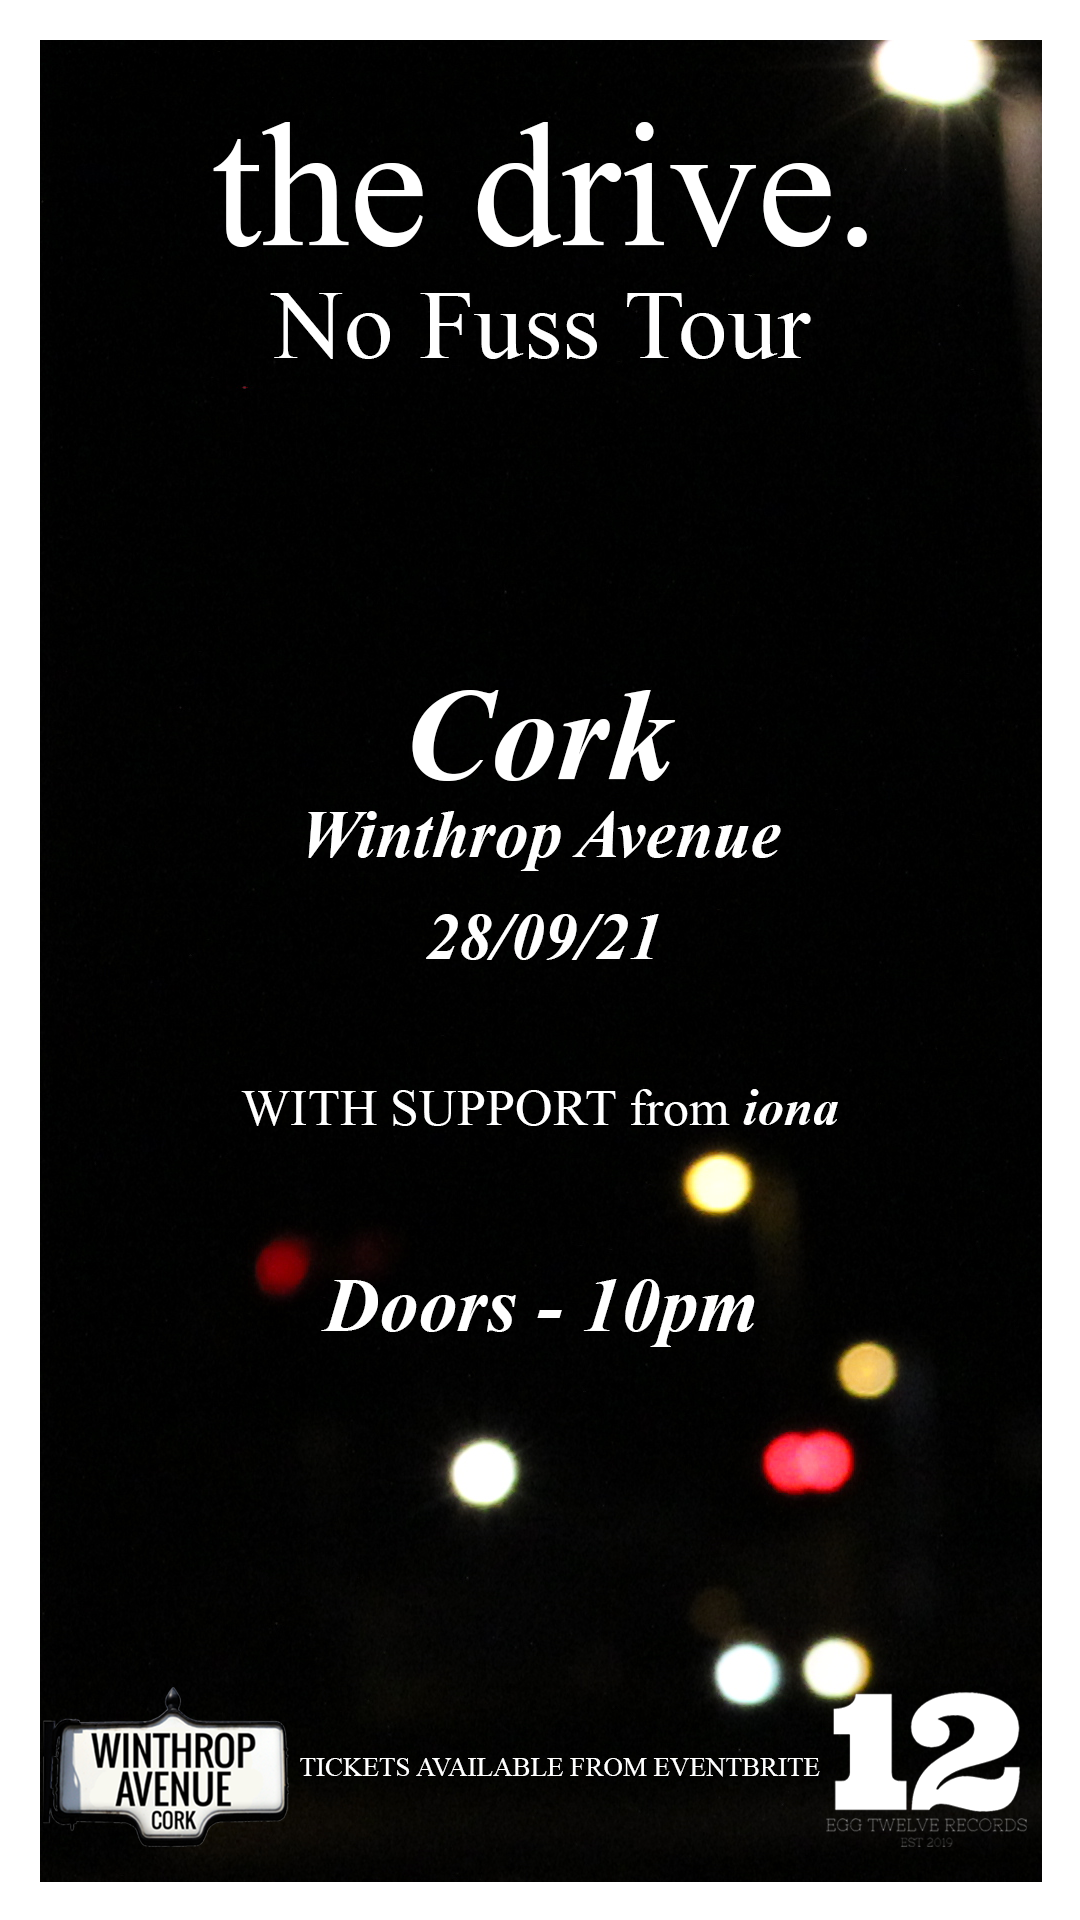 the drive.
No Fuss Tour
Cork
Winthrop Avenue
28/09/21
WITH SUPPORT from iona
Doors - 10pm
WINTHROP
AVENUE
CORK
TICKETS AVAILABLE FROM EVENTBRITE
12
EGG TWELVE RECORDS
EST 2019